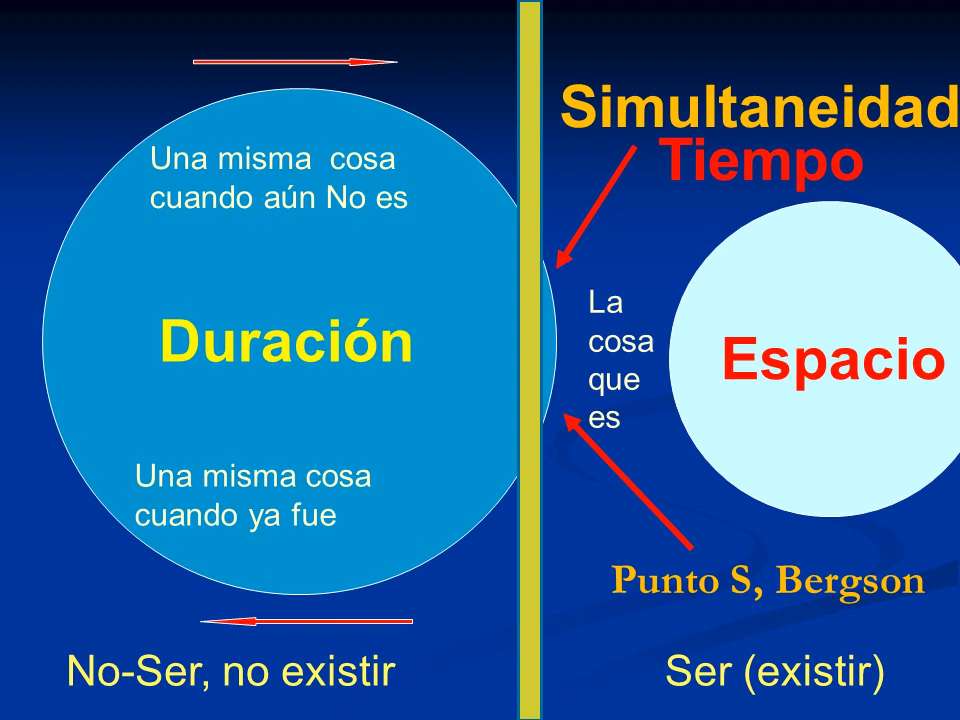 Simultaneidad
Tiempo
Una misma cosa
cuando aún No es
Duración
La
cosa
que
es
Espacio
Una misma cosa
cuando ya fue
Punto S, Bergson
No-Ser, no existir
Ser (existir)